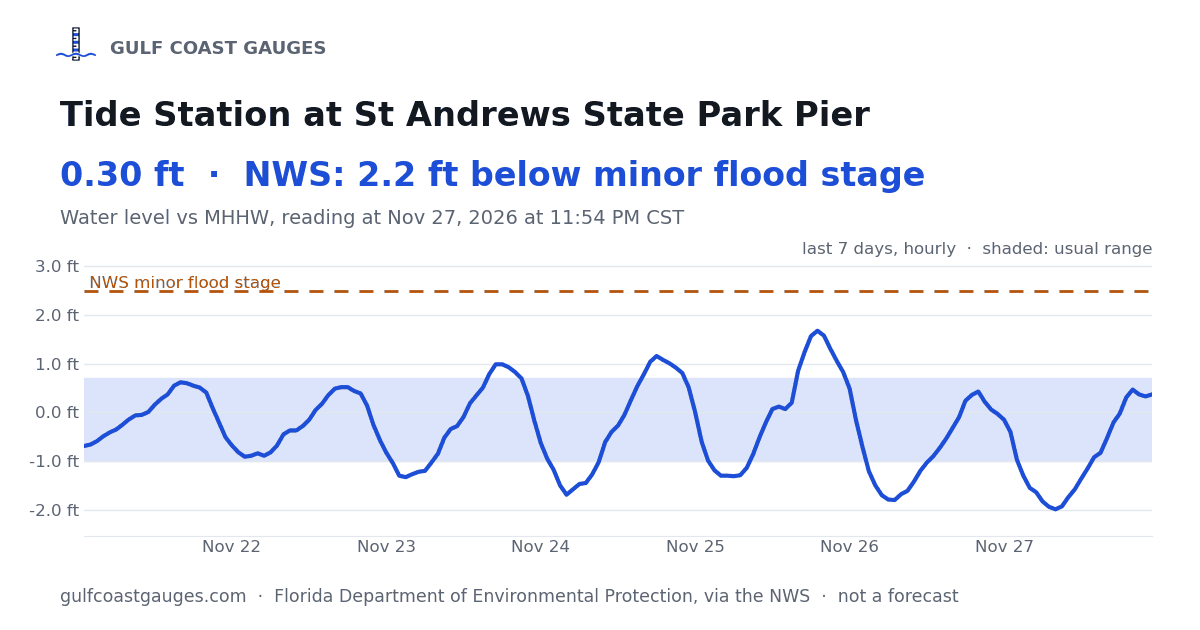 GULF COAST GAUGES
Tide Station at St Andrews State Park Pier
0.30 ft · NWS: 2.2 ft below minor flood stage
Water level vs MHHW, reading at Nov 27, 2026 at 11:54 PM CST
last 7 days, hourly · shaded: usual range
3.0 ft
NWS minor flood stage
2.0 ft
1.0 ft
0.0 ft
-1.0 ft
-2.0 ft
Nov 22 Nov 23 Nov 24 Nov 25 Nov 26 Nov 27
gulfcoastgauges.com · Florida Department of Environmental Protection, via the NWS · not a forecast